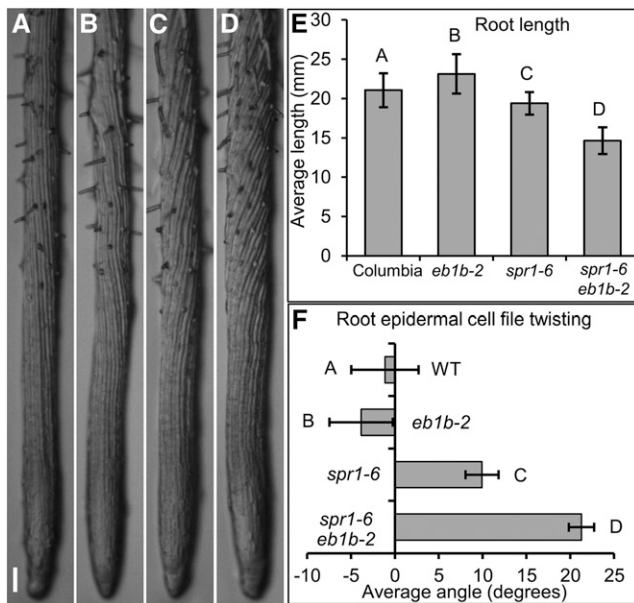 A
B
C
D
E
Root length
Average length (mm)
30
25
20
15
10
5
0
A
B
C
D
Columbia
eb1b-2
spr1-6
spr1-6
eb1b-2
F
Root epidermal cell file twisting
A
WT
B
eb1b-2
spr1-6
C
spr1-6
eb1b-2
D
-10 -5 0 5 10 15 20 25
Average angle (degrees)